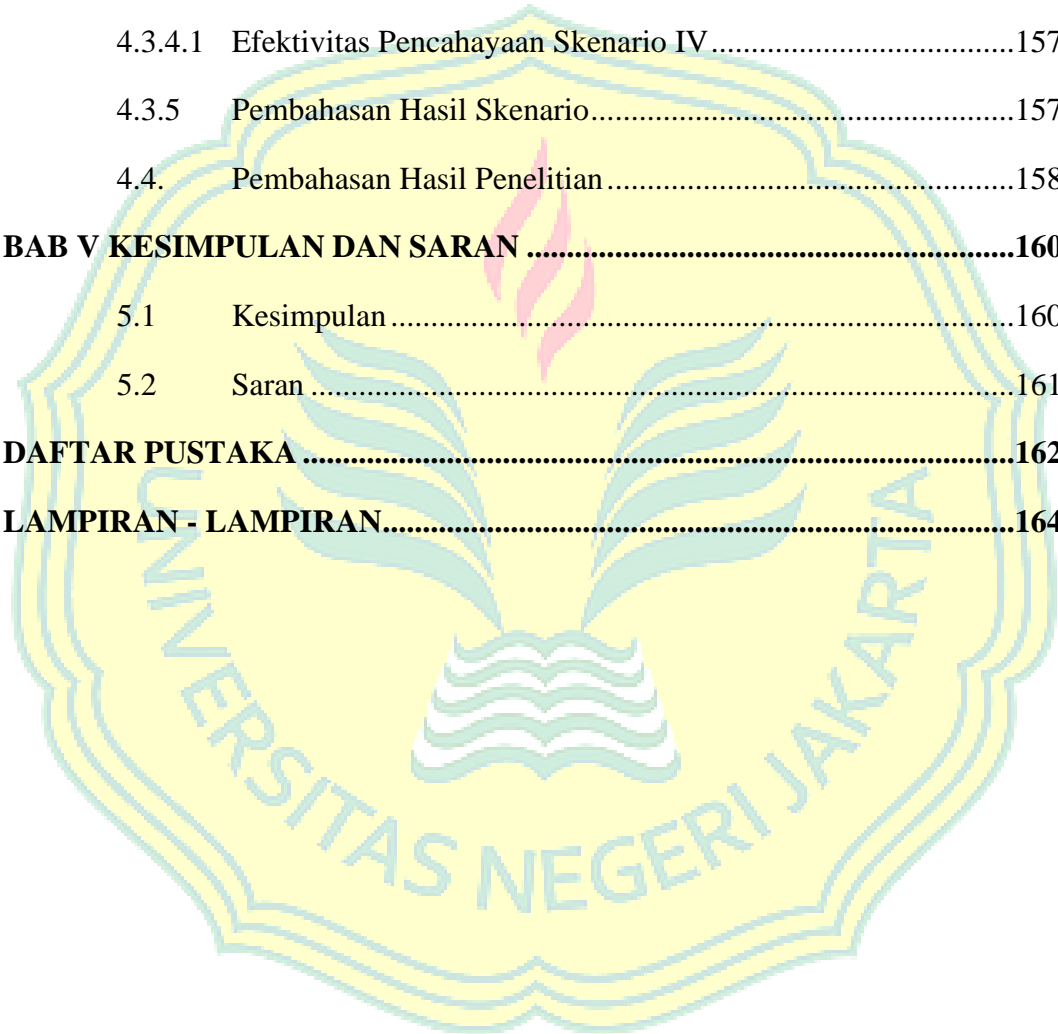 4.3.4.1 Efektivitas Pencahayaan Skenario IV.......................................157
4.3.5 Pembahasan Hasil Skenario.......................................................157
4.4. Pembahasan Hasil Penelitian.....................................................158
BAB V KESIMPULAN DAN SARAN ..............................................................160
5.1 Kesimpulan................................................................................160
5.2 Saran..........................................................................................161
DAFTAR PUSTAKA..........................................................................................162
LAMPIRAN - LAMPIRAN................................................................................164
UNIVERSITAS NEGERI JAKARTA